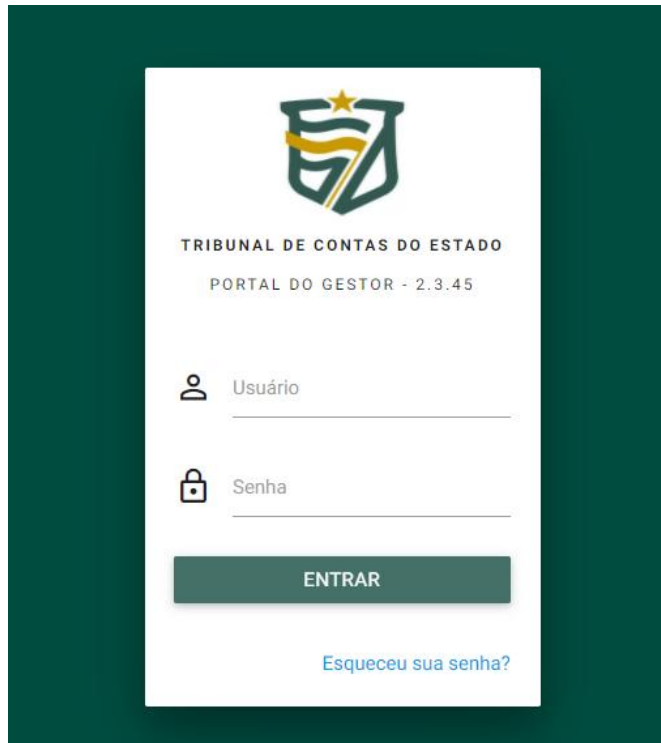 TRIBUNAL DE CONTAS DO ESTADO
PORTAL DO GESTOR - 2.3.45
Usuário
Senha
ENTRAR
Esqueceu sua senha?